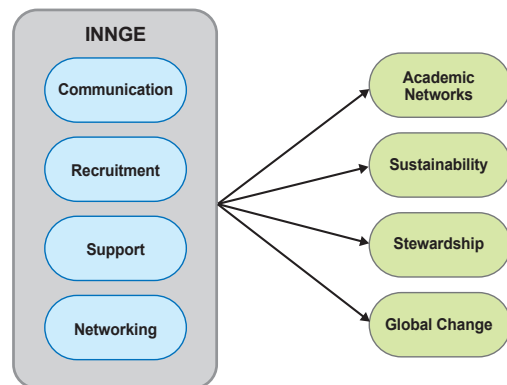 INNGE
Communication
Recruitment
Support
Networking
Academic
Networks
Sustainability
Stewardship
Global Change